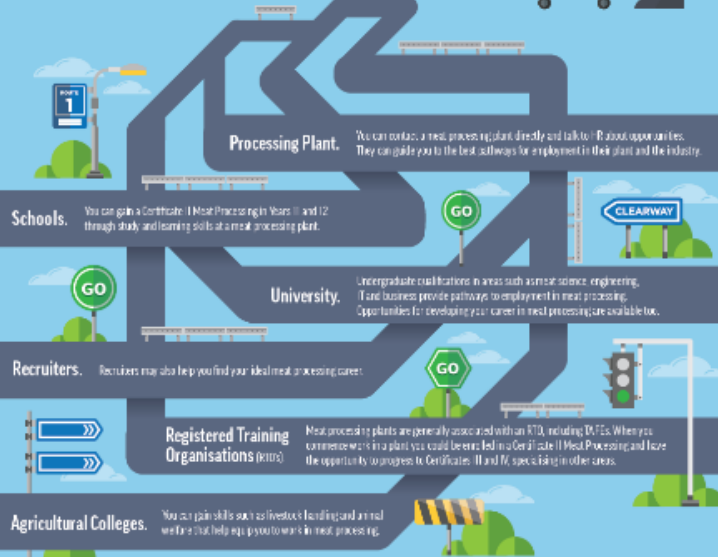 ROUTE
1
Processing Plant.
You can contact a meat processing plant directly and talk to HR about opportunities.
They can guide you to the best pathways for employment in their plant and the industry.
Schools.
You can gain a Certificate II Meat Processing in Years 11 and 12
through study and learning skills at a meat processing plant.
GO
CLEARWAY
GO
University.
Undergraduate qualifications in areas such as meat science, engineering,
IT and business provide pathways to employment in meat processing.
Opportunities for developing your career in meat processing are available too.
Recruiters.
Recruiters may also help you find your ideal meat processing career.
GO
Registered Training
Organisations (RTO's)
Meat processing plants are generally associated with an RTO, including TAFEs. When you
commence work in a plant you could be enrolled in a Certificate II Meat Processing and have
the opportunity to progress to Certificates III and IV, specialising in other areas.
Agricultural Colleges.
You can gain skills such as livestock handling and animal
welfare that help equip you to work in meat processing.